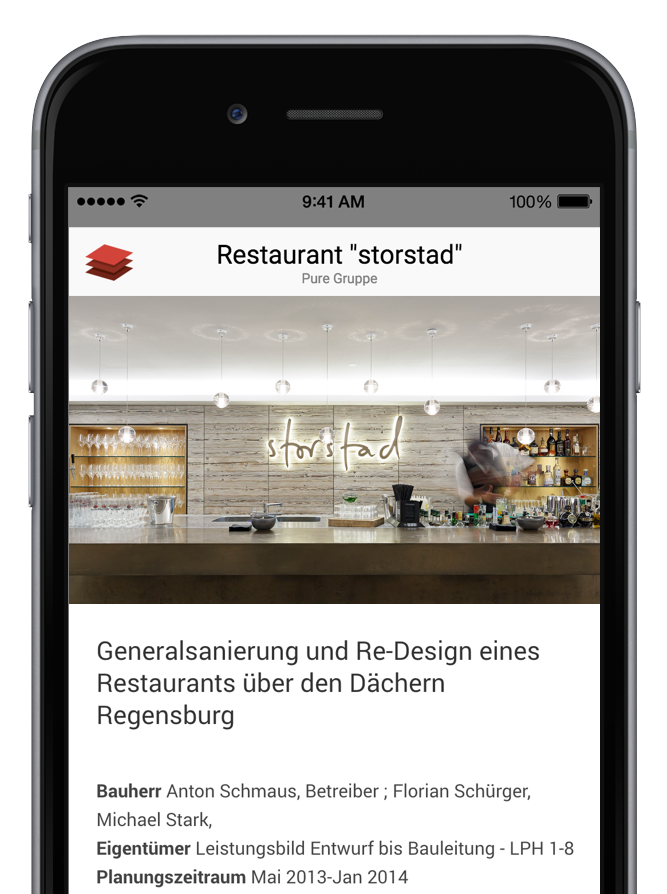 9:41 AM
100%
Restaurant "storstad"
Pure Gruppe
storstad
Generalsanierung und Re-Design eines
Restaurants über den Dächern
Regensburg
Bauherr Anton Schmaus, Betreiber ; Florian Schürger,
Michael Stark,
Eigentümer Leistungsbild Entwurf bis Bauleitung - LPH 1-8
Planungszeitraum Mai 2013-Jan 2014